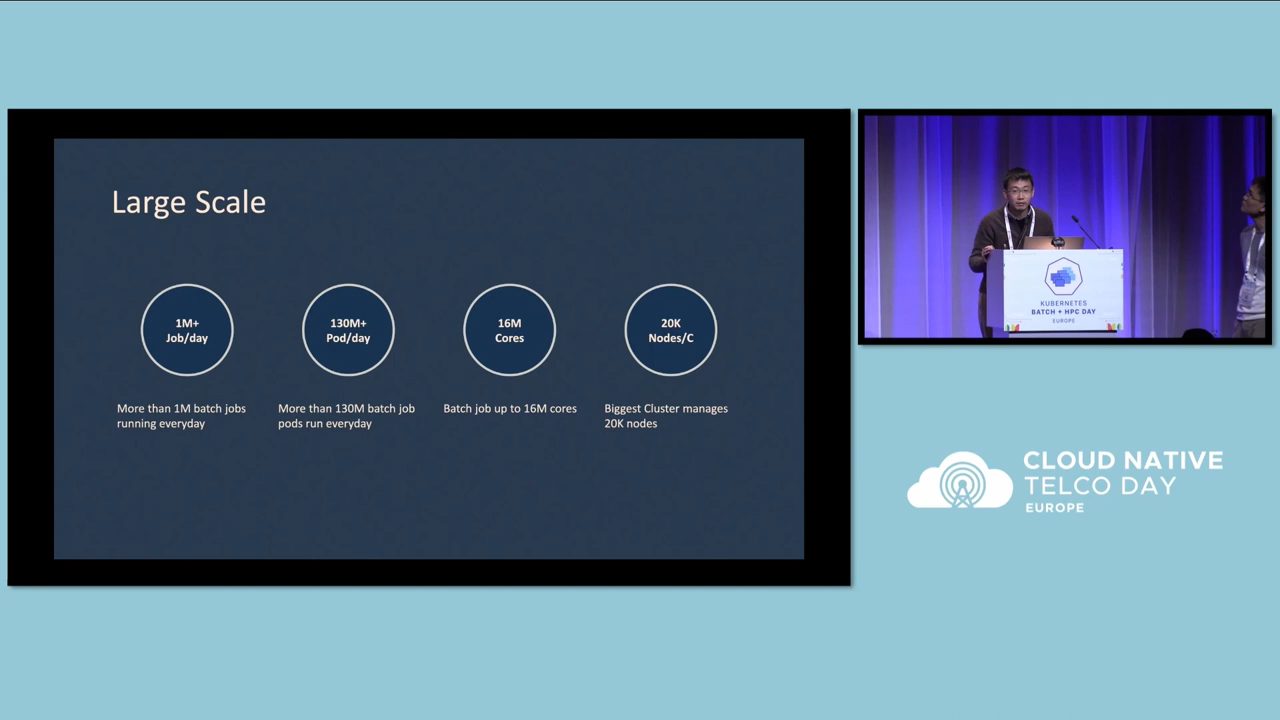 Large Scale
1M+
Job/day
130M+
Pod/day
16M
Cores
20K
Nodes/C
More than 1M batch jobs
running everyday
More than 130M batch job
pods run everyday
Batch job up to 16M cores
Biggest Cluster manages
20K nodes
KUBERNETES
BATCH + HPC DAY
EUROPE
CLOUD NATIVE
TELCO DAY
EUROPE